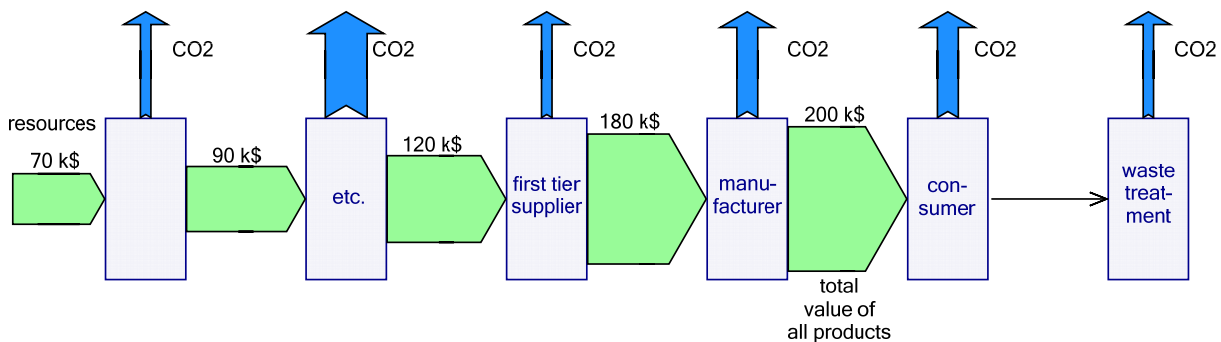 CO2
CO2
CO2
CO2
CO2
CO2
resources
70 k$
90 k$
120 k$
180 k$
200 k$
etc.
first tier
supplier
manu-
facturer
con-
sumer
waste
treat-
ment
total
value of
all products